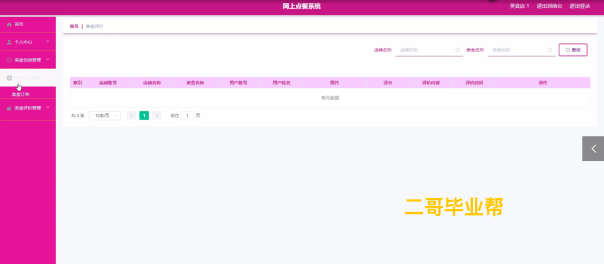 网上点餐系统
美食店1 退出到前台 退出登录
首页
个人中心
美食信息管理
美食订单
美食评价管理
首页 | 美食评价
店铺名称 店铺名称 美食名称 美食名称 查询
索引 店铺账号 店铺名称 美食名称 用户账号 用户姓名 图片 评分 评价内容 评价时间 操作
暂无数据
共 0 条 10条/页 1 前往 1 页
二哥毕业帮